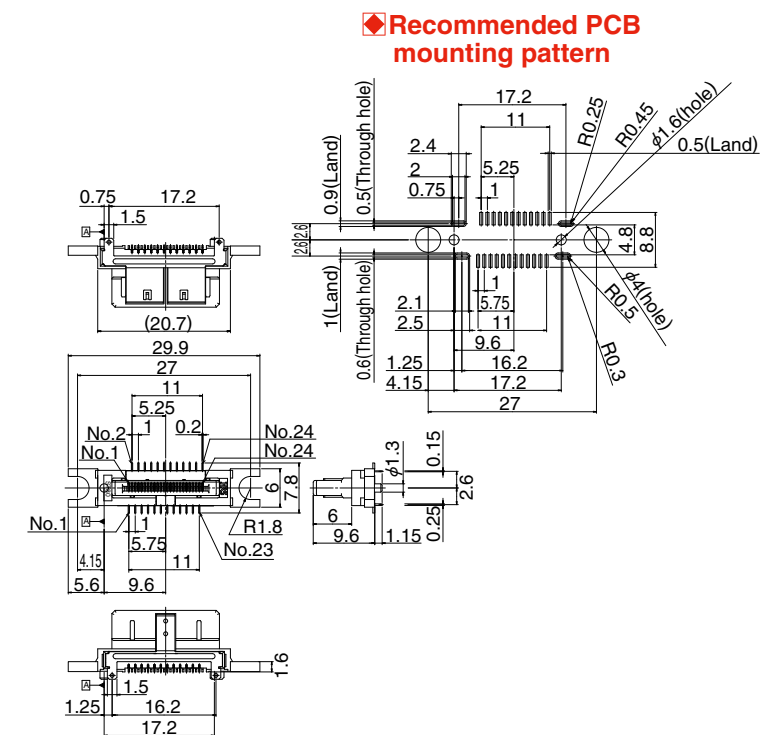 Recommended PCB
mounting pattern
17.2
11
2.4
5.25
2
0.75
1
0.9(Land)
0.5(Through hole)
R0.25
R0.45
φ1.6(hole)
0.5(Land)
2.6
2.6
4.8
8.8
1(Land)
0.6(Through hole)
1
2.1
5.75
2.5
11
9.6
1.25
16.2
4.15
17.2
27
φ4(hole)
R0.5
R0.3
0.75
17.2
1.5
A
(20.7)
29.9
27
11
5.25
No.2
1
0.2
No.24
No.1
No.24
6
7.8
No.1
A
1
R1.8
5.75
No.23
4.15
11
5.6
9.6
φ1.3
0.15
2.6
6
0.25
9.6
1.15
1.6
A
1.5
1.25
16.2
17.2